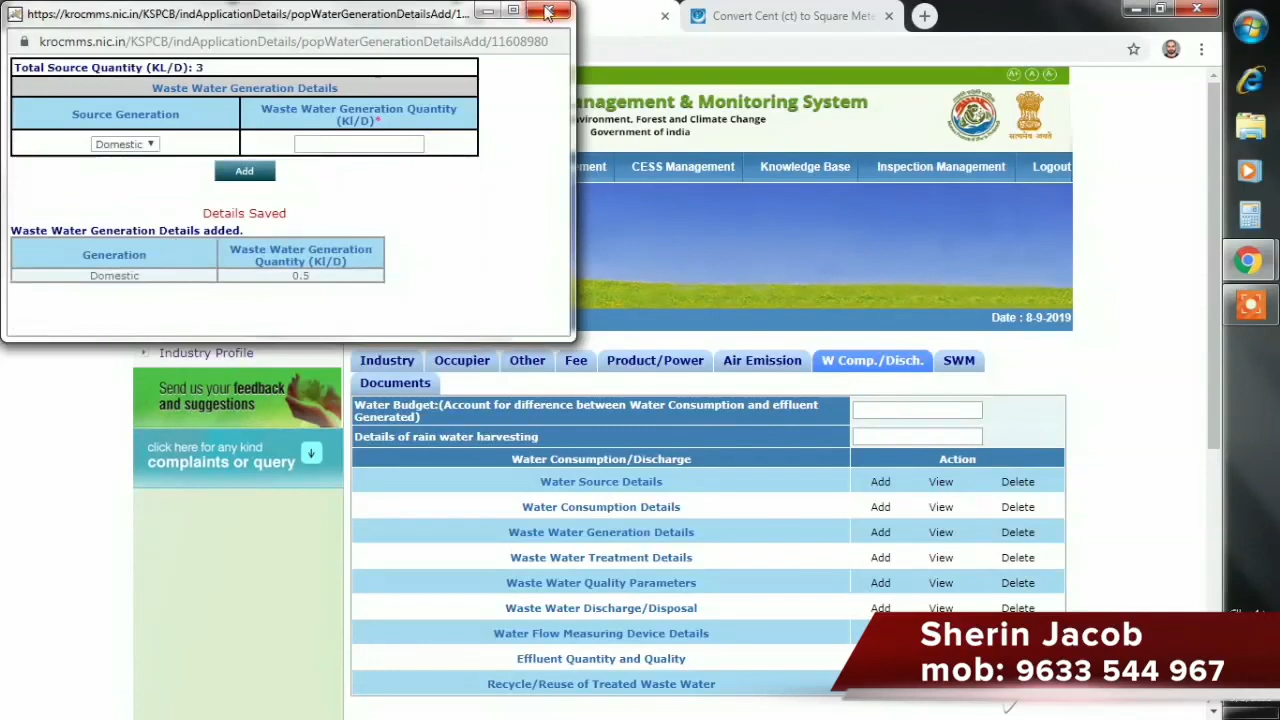 https://krocmms.nic.in/KSPCB/indApplicationDetails/popWaterGenerationDetailsAdd/1...
krocmms.nic.in/KSPCB/indApplicationDetails/popWaterGenerationDetailsAdd/11608980
Total Source Quantity (KL/D): 3
Waste Water Generation Details
Source Generation
Waste Water Generation Quantity
(Kl/D)*
Domestic
Add
Details Saved
Waste Water Generation Details added.
Generation
Waste Water Generation
Quantity (Kl/D)
Domestic 0.5
Convert Cent (ct) to Square Met
A+ A A-
anagement & Monitoring System
nvironment, Forest and Climate Change
Government of india
ment CESS Management Knowledge Base Inspection Management Logout
Date : 8-9-2019
Industry Profile
Send us your feedback
and suggestions
click here for any kind
complaints or query
Industry Occupier Other Fee Product/Power Air Emission W Comp./Disch. SWM
Documents
Water Budget:(Account for difference between Water Consumption and effluent
Generated)
Details of rain water harvesting
Water Consumption/Discharge Action
Water Source Details Add View Delete
Water Consumption Details Add View Delete
Waste Water Generation Details Add View Delete
Waste Water Treatment Details Add View Delete
Waste Water Quality Parameters Add View Delete
Waste Water Discharge/Disposal Add View Delete
Water Flow Measuring Device Details
Effluent Quantity and Quality
Recycle/Reuse of Treated Waste Water
Sherin Jacob
mob: 9633 544 967